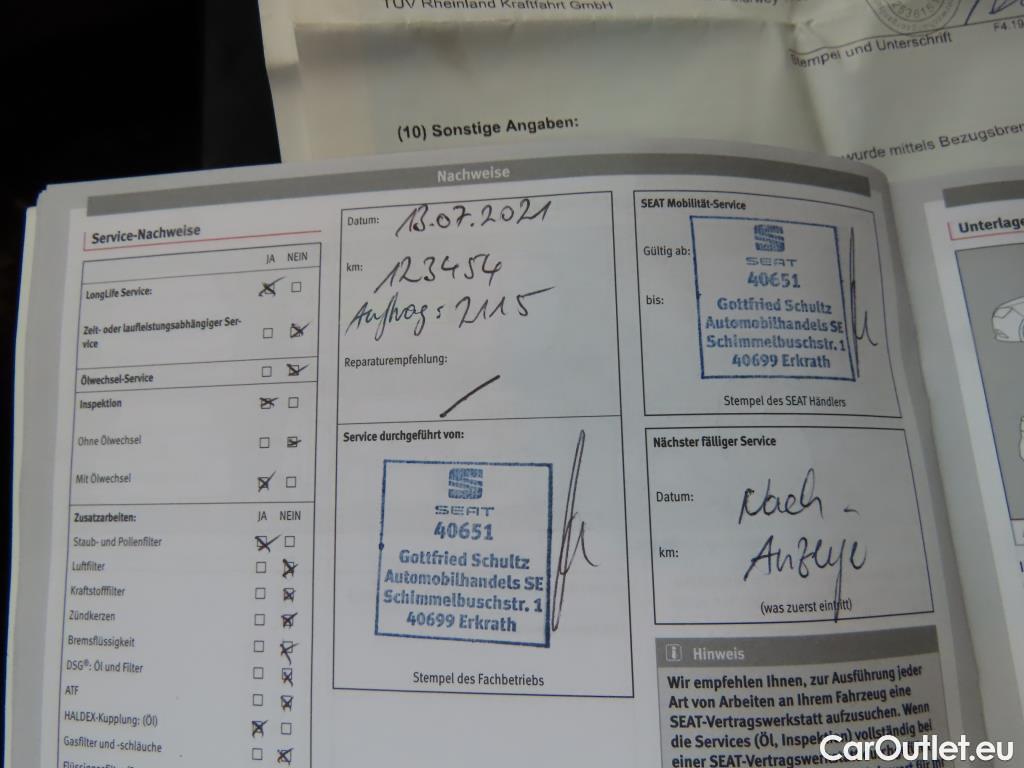 TÜV Rheinland Kraftfahrt GmbH
Stempel und Unterschrift
F4.19
(10) Sonstige Angaben:
wurde mittels Bezugsbrem
Nachweise
Service-Nachweise
JA NEIN
LongLife Service:
Zeit- oder laufleistungsabhängiger Ser-
vice
Ölwechsel-Service
Inspektion
Ohne Ölwechsel
Mit Ölwechsel
Zusatzarbeiten: JA NEIN
Staub- und Pollenfilter
Luftfilter
Kraftstofffilter
Zündkerzen
Bremsflüssigkeit
DSG®: Öl und Filter
ATF
HALDEX-Kupplung: (Öl)
Gasfilter und -schläuche
Datum: 13.07.2021
km: 123454
Auftrag: 2115
Reparaturempfehlung:
Service durchgeführt von:
SEAT
40651
Gottfried Schultz
Automobilhandels SE
Schimmelbuschstr. 1
40699 Erkrath
Stempel des Fachbetriebs
SEAT Mobilität-Service
Gültig ab:
bis:
SEAT
40651
Gottfried Schultz
Automobilhandels SE
Schimmelbuschstr. 1
40699 Erkrath
Stempel des SEAT Händlers
Nächster fälliger Service
Datum: Nach -
km: Anzeige
(was zuerst eintritt)
i Hinweis
Wir empfehlen Ihnen, zur Ausführung jeder
Art von Arbeiten an Ihrem Fahrzeug eine
SEAT-Vertragswerkstatt aufzusuchen. Wenn
die Services (Öl, Inspektion) vollständig bei
einer SEAT-Vertragswerkstatt
Unterlage
CarOutlet.eu